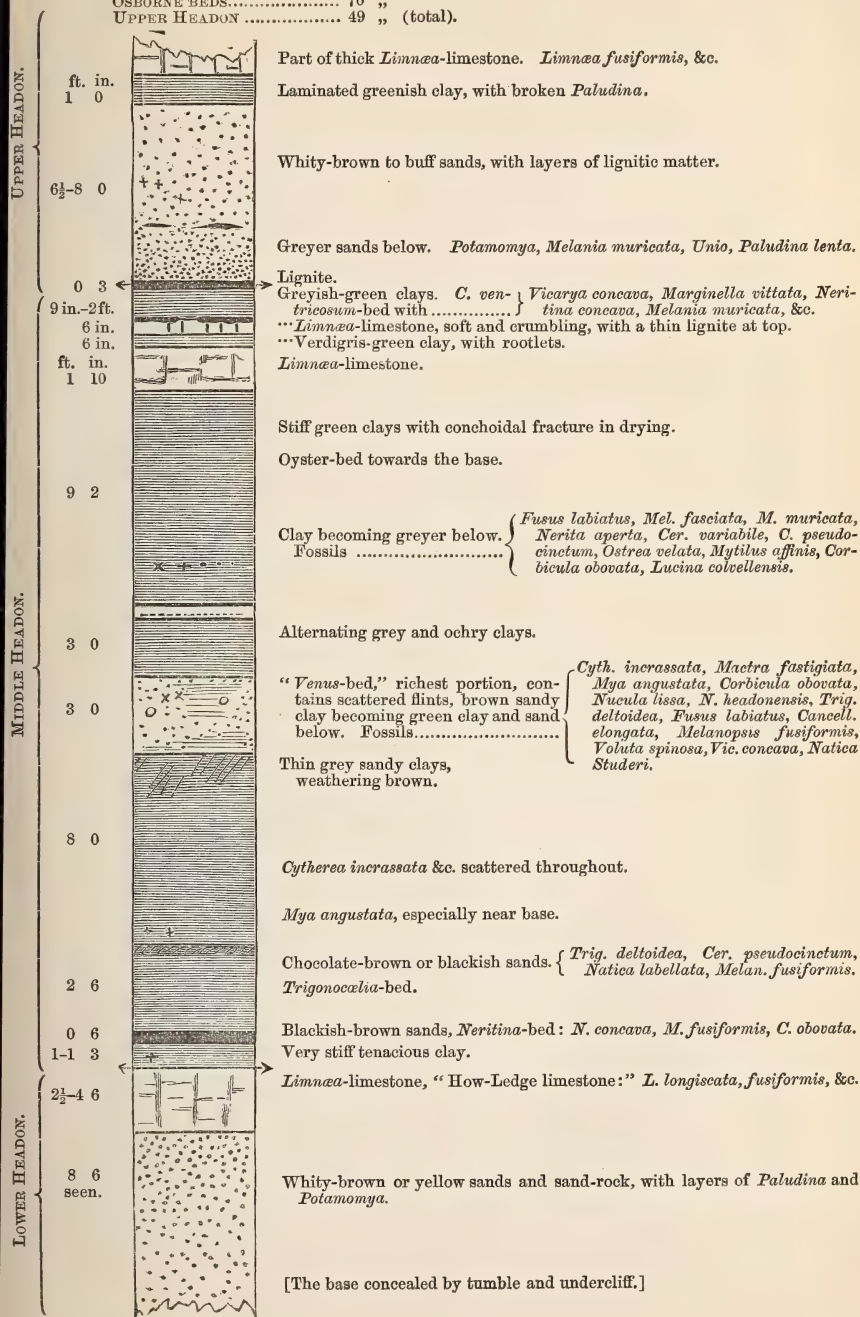 OSBORNE BEDS..................... 70 „
UPPER HEADON .................. 49 „ (total).
UPPER HEADON.
Part of thick Limnæa-limestone. Limnæa fusiformis, &c.
ft. in.
1 0
Laminated greenish clay, with broken Paludina.
Whity-brown to buff sands, with layers of lignitic matter.
6½–8 0
Greyer sands below. Potamomya, Melania muricata, Unio, Paludina lenta.
0 3
Lignite.
MIDDLE HEADON.
9 in.–2ft.
Greyish-green clays. C. ven- } Vicarya concava, Marginella vittata, Neri-
tricosum-bed with.............. } tina concava, Melania muricata, &c.
6 in.
···Limnæa-limestone, soft and crumbling, with a thin lignite at top.
6 in.
···Verdigris-green clay, with rootlets.
ft. in.
1 10
Limnæa-limestone.
Stiff green clays with conchoidal fracture in drying.
Oyster-bed towards the base.
9 2
Clay becoming greyer below.
Fossils .........................
Fusus labiatus, Mel. fasciata, M. muricata,
Nerita aperta, Cer. variabile, C. pseudo-
cinctum, Ostrea velata, Mytilus affinis, Cor-
bicula obovata, Lucina colvellensis.
Alternating grey and ochry clays.
3 0
3 0
"Venus-bed," richest portion, con-
tains scattered flints, brown sandy
clay becoming green clay and sand
below. Fossils...........................
Cyth. incrassata, Mactra fastigiata,
Mya angustata, Corbicula obovata,
Nucula lissa, N. headonensis, Trig.
deltoidea, Fusus labiatus, Cancell.
elongata, Melanopsis fusiformis,
Voluta spinosa, Vic. concava, Natica
Studeri.
Thin grey sandy clays,
weathering brown.
8 0
Cytherea incrassata &c. scattered throughout.
Mya angustata, especially near base.
Chocolate-brown or blackish sands. { Trig. deltoidea, Cer. pseudocinctum,
Natica labellata, Melan. fusiformis.
2 6
Trigonocœlia-bed.
0 6
Blackish-brown sands, Neritina-bed: N. concava, M. fusiformis, C. obovata.
1–1 3
Very stiff tenacious clay.
LOWER HEADON.
2½–4 6
Limnæa-limestone, "How-Ledge limestone:" L. longiscata, fusiformis, &c.
8 6
seen.
Whity-brown or yellow sands and sand-rock, with layers of Paludina and
Potamomya.
[The base concealed by tumble and undercliff.]